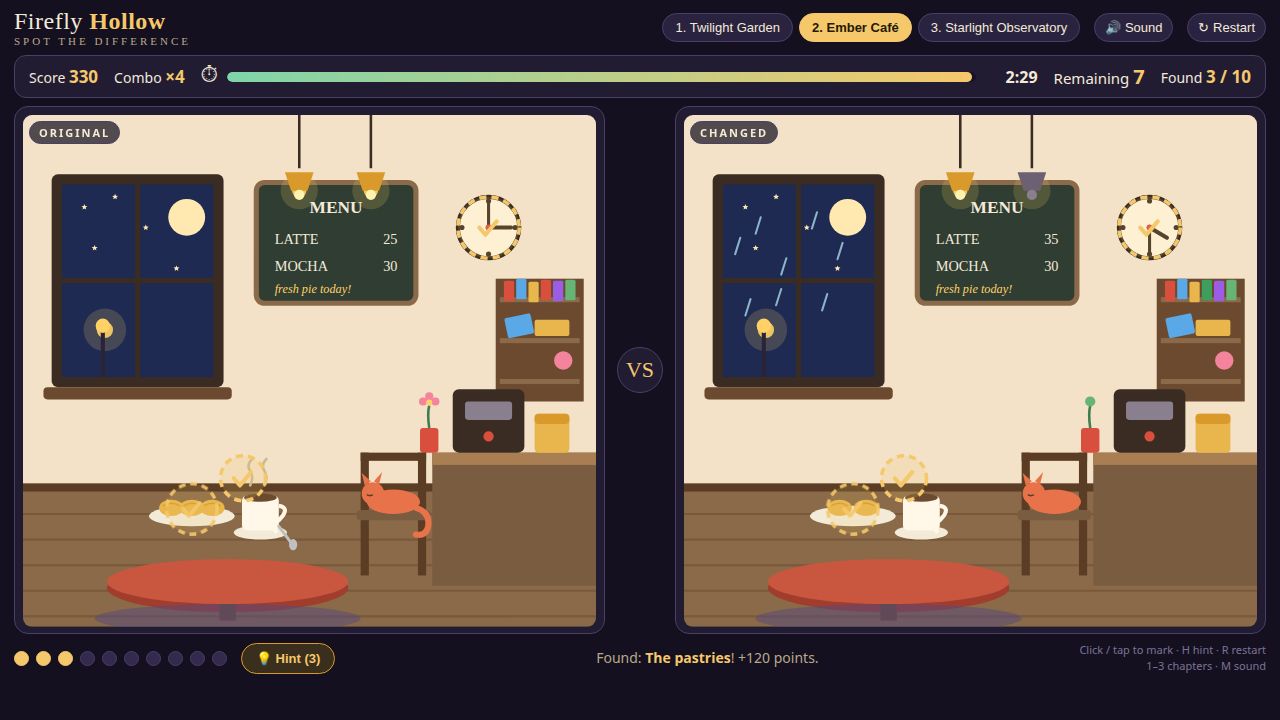 Firefly Hollow
SPOT THE DIFFERENCE
1. Twilight Garden
2. Ember Café
3. Starlight Observatory
🔊 Sound
↻ Restart
Score 330 Combo ×4 ⏱ 2:29 Remaining 7 Found 3 / 10
ORIGINAL
MENU
LATTE 25
MOCHA 30
fresh pie today!
VS
CHANGED
MENU
LATTE 35
MOCHA 30
fresh pie today!
💡 Hint (3)
Found: The pastries! +120 points.
Click / tap to mark · H hint · R restart
1–3 chapters · M sound